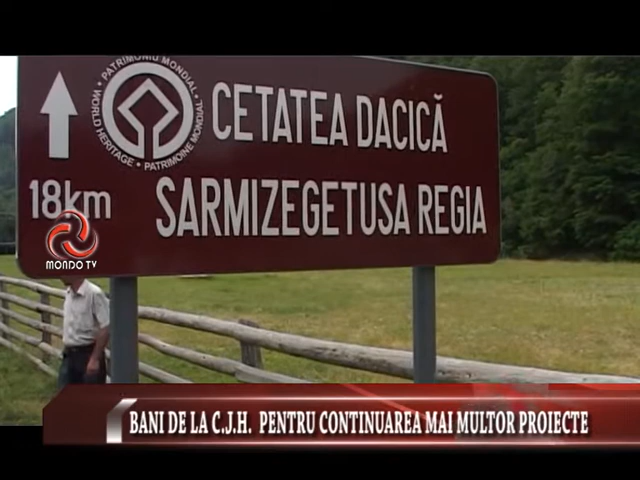 WORLD HERITAGE • PATRIMOINE MONDIAL • PATRIMONIU MONDIAL •
CETATEA DACICĂ
18km
SARMIZEGETUSA REGIA
MONDO TV
BANI DE LA C.J.H. PENTRU CONTINUAREA MAI MULTOR PROIECTE